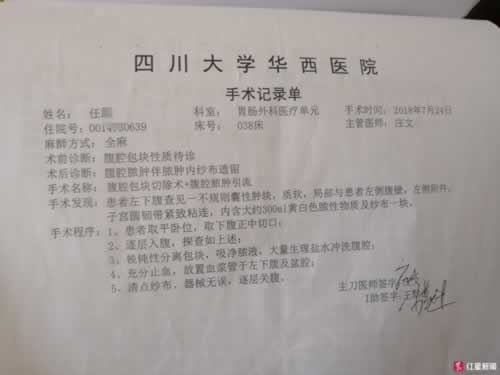 四川大学华西医院
手术记录单
姓名：任 科室：胃肠外科医疗单元 手术时间：2018年7月24日
住院号：0639 床号：038床 主管医师：庄文
麻醉方式：全麻
术前诊断：腹腔包块性质待诊
术后诊断：腹腔脓肿伴脓肿内纱布遗留
手术名称：腹腔包块切除术+腹腔脓肿引流
手术发现：患者左下腹查见一不规则囊性肿块，质软，局部与患者左侧腹壁、左侧附件、
子宫圆韧带紧致粘连，内含大约300ml黄白色脓性物质及纱布一块。
手术程序：1、患者取平卧位，取下腹正中切口；
2、逐层入腹，探查如上述；
3、锐钝性分离包块，吸净脓液，大量生理盐水冲洗腹腔；
4、充分止血，放置血浆管于左下腹及盆腔；
5、清点纱布、器械无误，逐层关腹。
主刀医师签字：
1助签字：
红星新闻